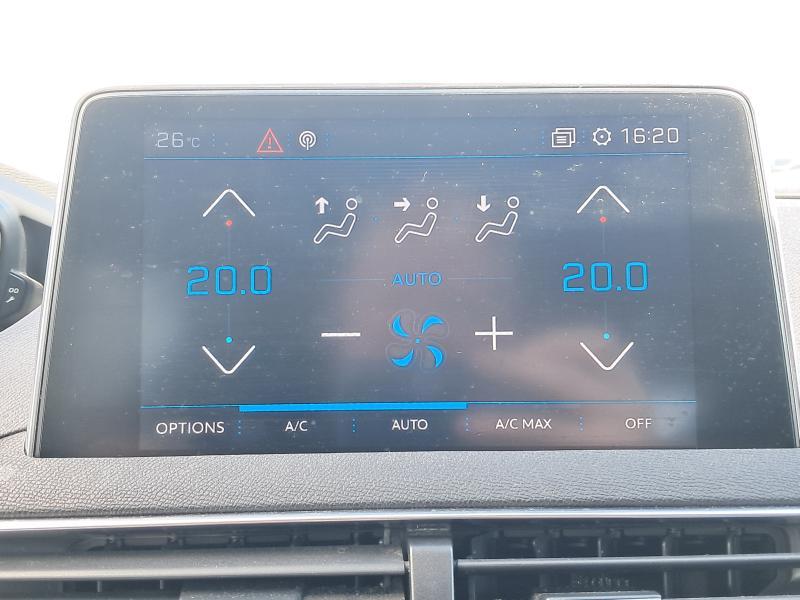 26°C 16:20
20.0 AUTO 20.0
OPTIONS A/C AUTO A/C MAX OFF